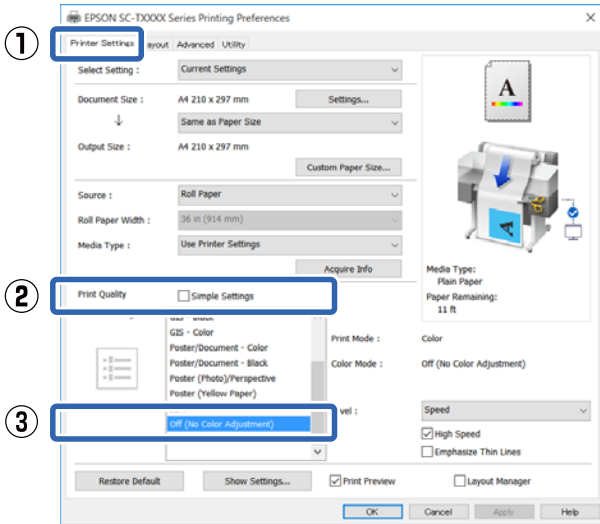 EPSON SC-TXXXX Series Printing Preferences
①
Printer Settings ayout Advanced Utility
Select Setting : Current Settings
Document Size : A4 210 x 297 mm Settings...
Same as Paper Size
Output Size : A4 210 x 297 mm
Custom Paper Size...
Source : Roll Paper
Roll Paper Width : 36 in (914 mm)
Media Type : Use Printer Settings
Acquire Info
A
Media Type:
Plain Paper
Paper Remaining:
11 ft
②
Print Quality Simple Settings
GIS - Color
Poster/Document - Color
Poster/Document - Black
Poster (Photo)/Perspective
Poster (Yellow Paper)
Print Mode : Color
Color Mode : Off (No Color Adjustment)
③
Off (No Color Adjustment)
vel : Speed
High Speed
Emphasize Thin Lines
Restore Default Show Settings... Print Preview Layout Manager
OK Cancel Apply Help